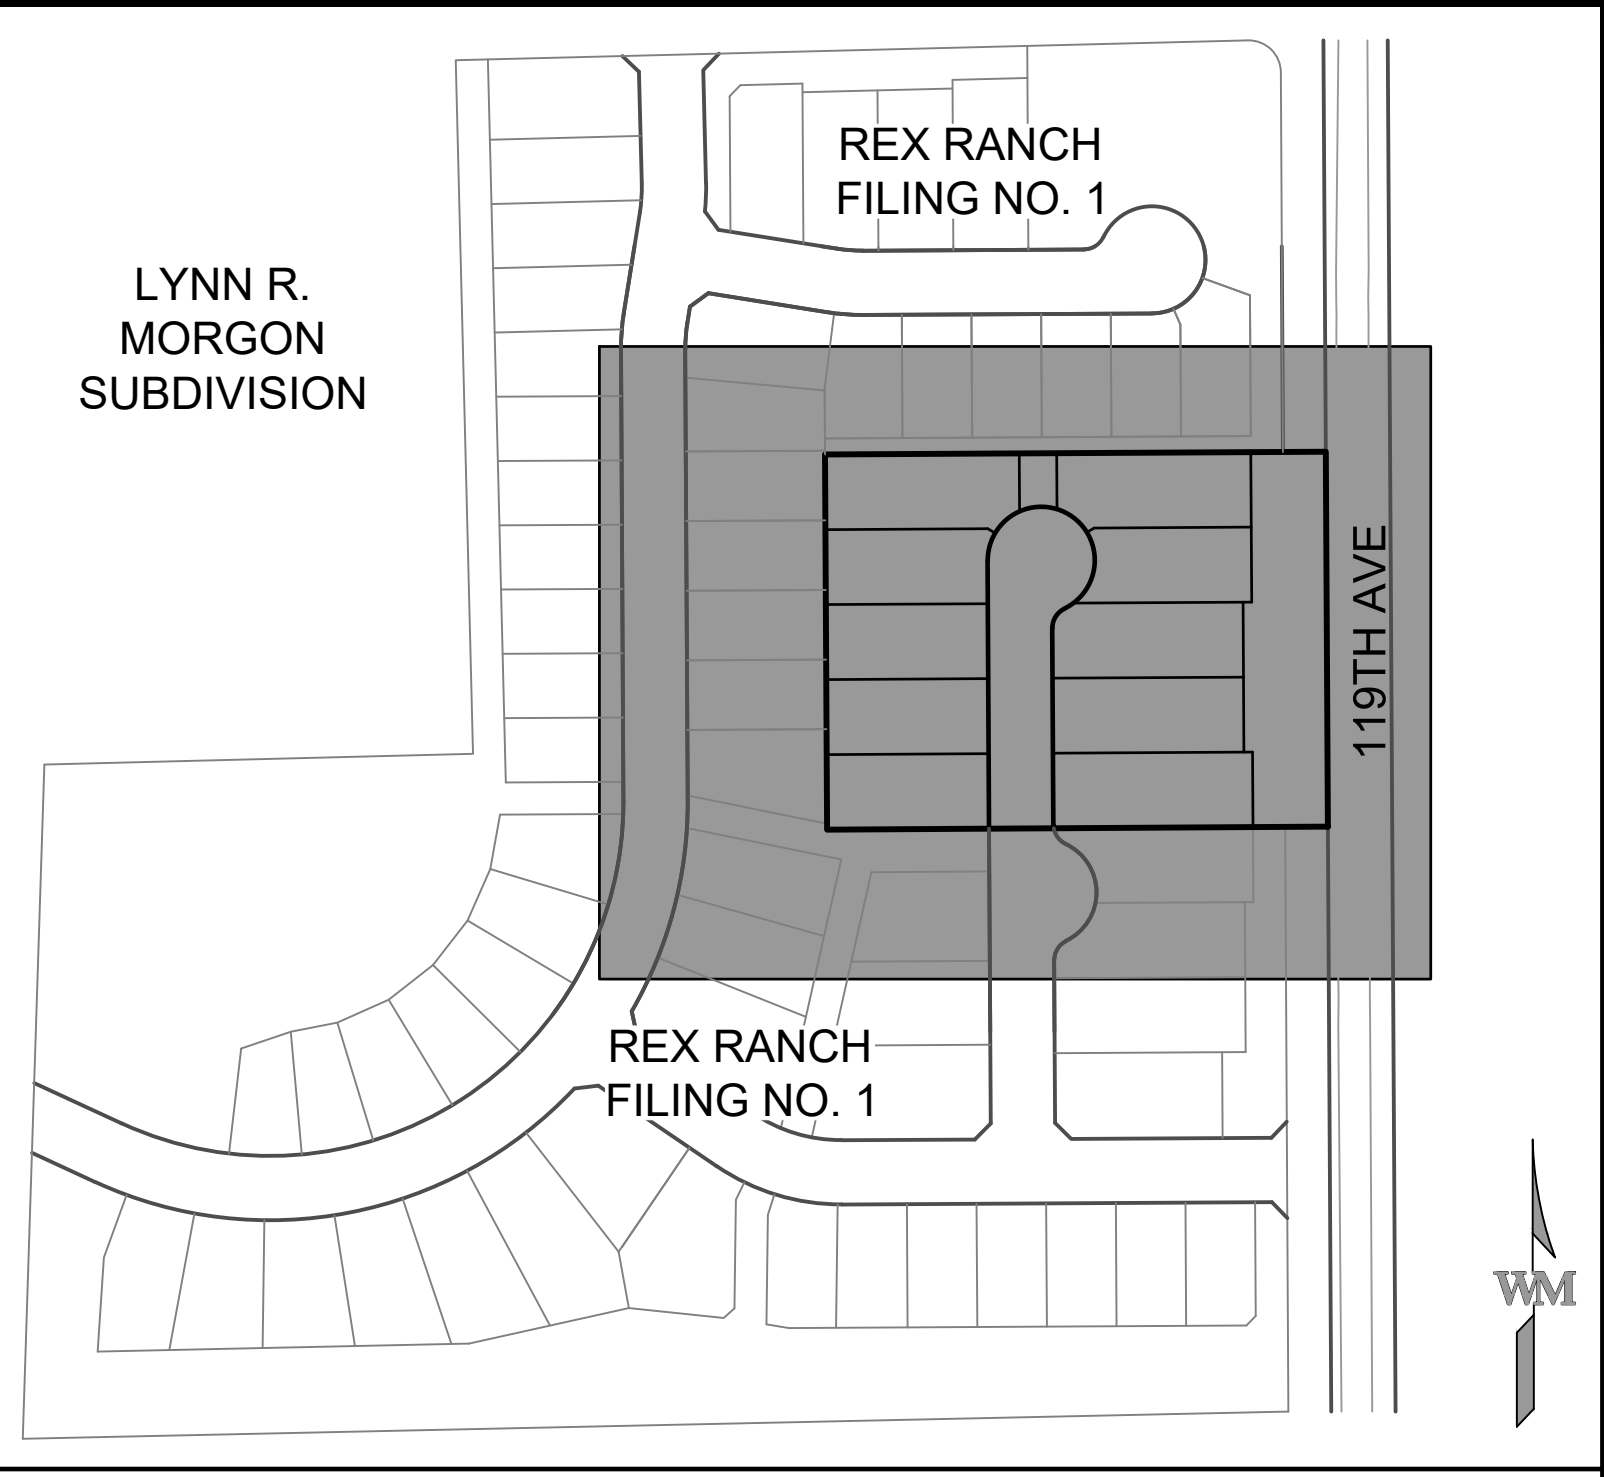 REX RANCH
FILING NO. 1
LYNN R.
MORGON
SUBDIVISION
119TH AVE
REX RANCH
FILING NO. 1
WM